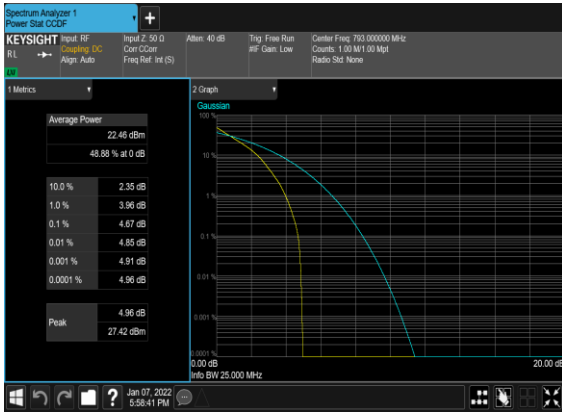 Spectrum Analyzer 1
Power Stat CCDF
+
KEYSIGHT
RL
Input: RF
Coupling: DC
Align: Auto
Input Z: 50 Ω
Corr CCorr
Freq Ref: Int (S)
Atten: 40 dB
Trig: Free Run
#IF Gain: Low
Center Freq: 793.000000 MHz
Counts: 1.00 M/1.00 Mpt
Radio Std: None
1 Metrics
Average Power
22.46 dBm
48.88 % at 0 dB
10.0 % 2.35 dB
1.0 % 3.96 dB
0.1 % 4.67 dB
0.01 % 4.85 dB
0.001 % 4.91 dB
0.0001 % 4.96 dB
Peak
4.96 dB
27.42 dBm
2 Graph
Gaussian
100 %
10 %
1 %
0.1 %
0.01 %
0.001 %
0.0001 %
0.00 dB 20.00 dB
Info BW 25.000 MHz
? Jan 07, 2022
5:58:41 PM